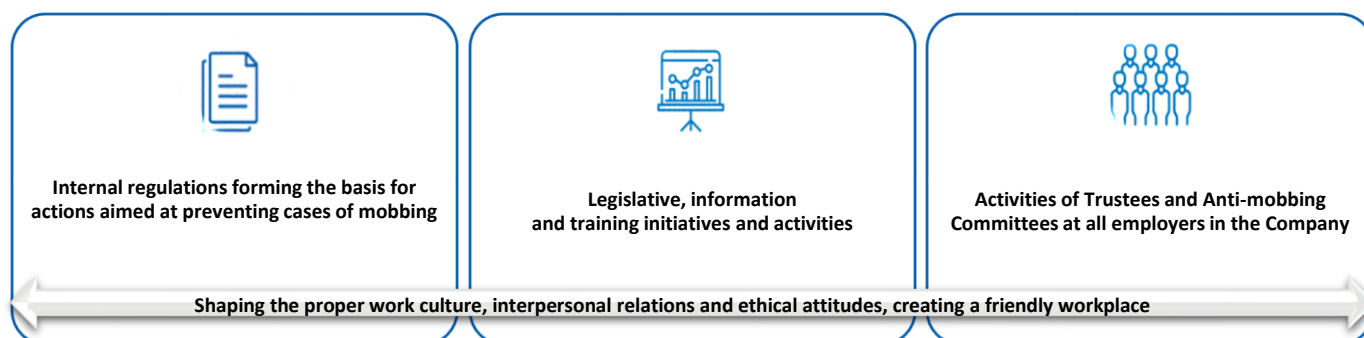 Internal regulations forming the basis for
actions aimed at preventing cases of mobbing
Legislative, information
and training initiatives and activities
Activities of Trustees and Anti-mobbing
Committees at all employers in the Company
Shaping the proper work culture, interpersonal relations and ethical attitudes, creating a friendly workplace